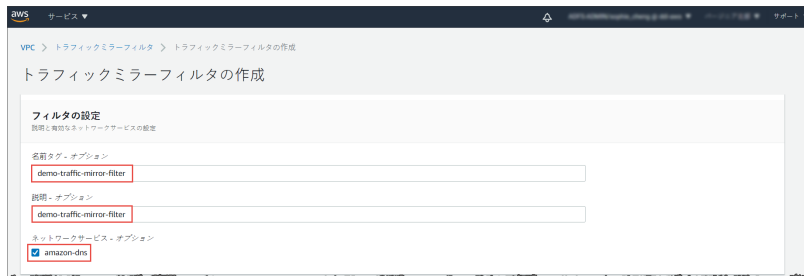 aws サービス ▼ サポート
VPC > トラフィックミラーフィルタ > トラフィックミラーフィルタの作成
トラフィックミラーフィルタの作成
フィルタの設定
説明と有効なネットワークサービスの設定
名前タグ - オプション
demo-traffic-mirror-filter
説明 - オプション
demo-traffic-mirror-filter
ネットワークサービス - オプション
amazon-dns